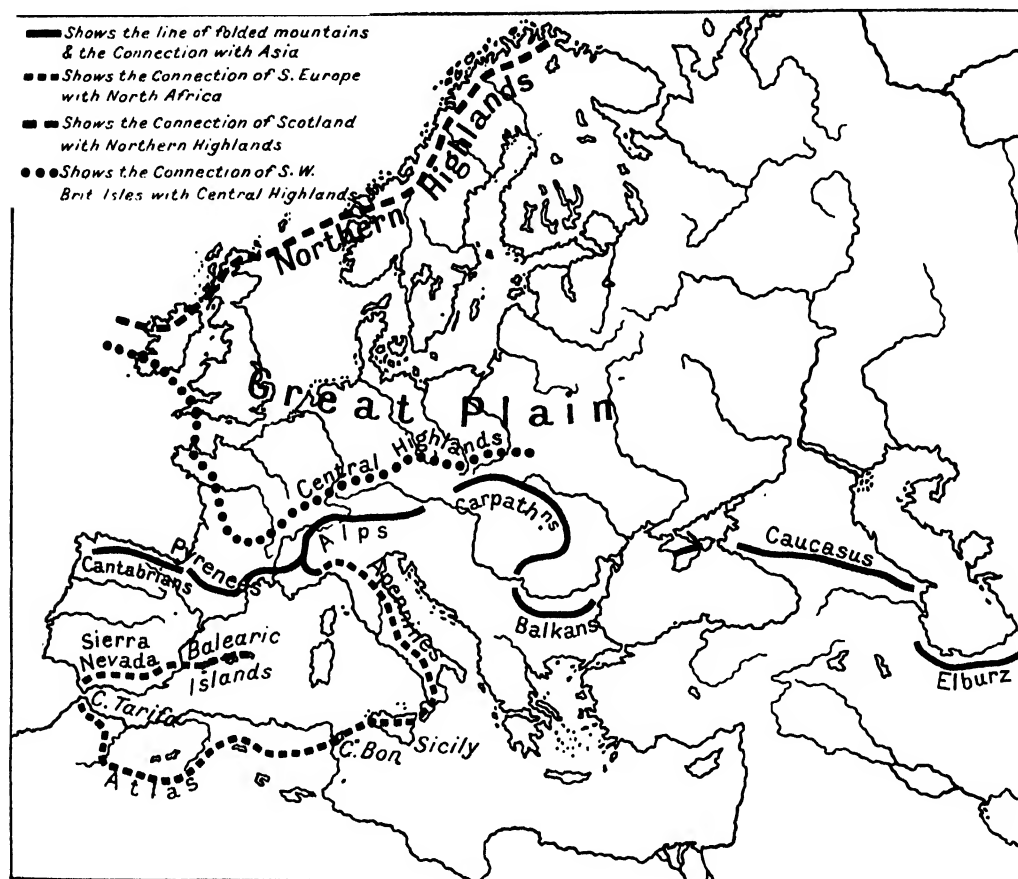 Shows the line of folded mountains
& the Connection with Asia
Shows the Connection of S. Europe
with North Africa
Shows the Connection of Scotland
with Northern Highlands
Shows the Connection of S.W.
Brit Isles with Central Highlands
Northern Highlands
Great Plain
Central Highlands
Carpathns
Alps
Pyrenees
Cantabrians
Caucasus
Apennines
Balkans
Sierra
Nevada
Balearic
Islands
Elburz
C. Tarifa
Sicily
C. Bon
Atlas